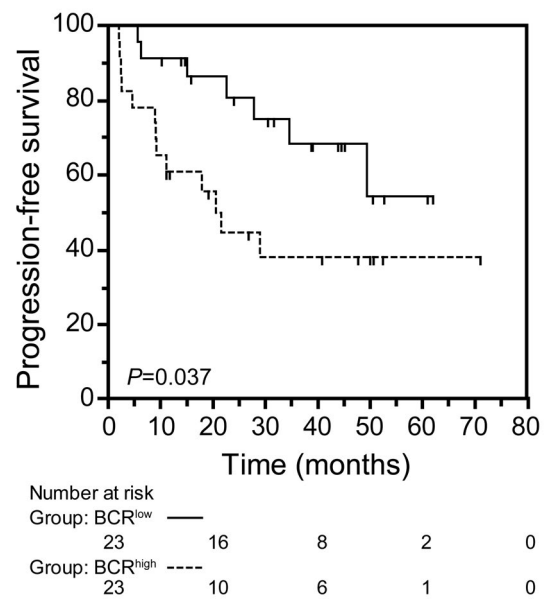 Progression-free survival
100
80
60
40
20
0
P=0.037
0 10 20 30 40 50 60 70 80
Time (months)
Number at risk
Group: BCRlow
23 16 8 2 0
Group: BCRhigh
23 10 6 1 0